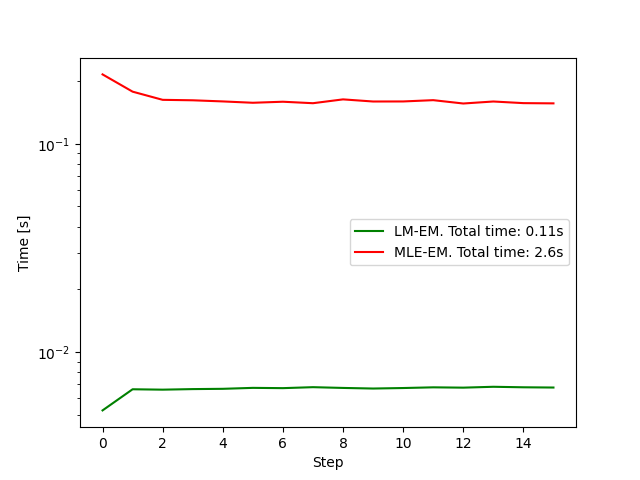 10⁻¹
10⁻²
Time [s]
LM-EM. Total time: 0.11s
MLE-EM. Total time: 2.6s
0 2 4 6 8 10 12 14
Step